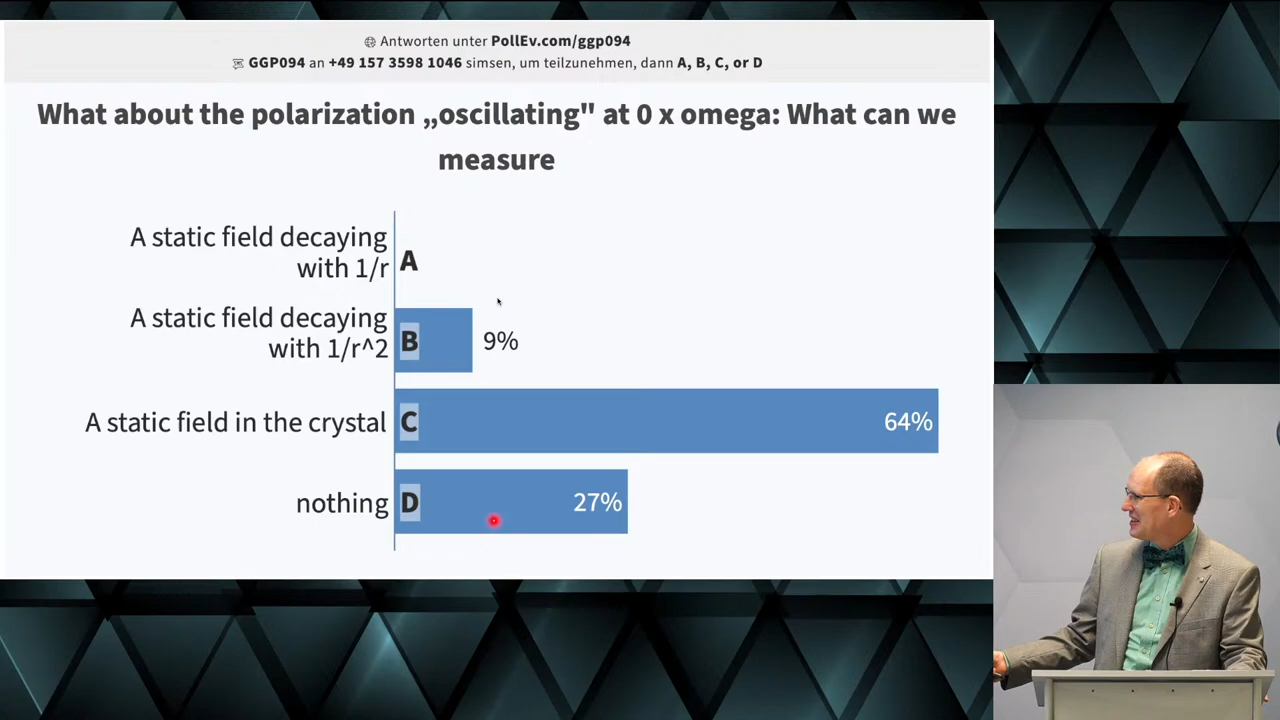 Antworten unter PollEv.com/ggp094
GGP094 an +49 157 3598 1046 simsen, um teilzunehmen, dann A, B, C, or D
What about the polarization „oscillating" at 0 x omega: What can we
measure
A static field decaying
with 1/r
A
A static field decaying
with 1/r^2
B
9%
A static field in the crystal
C
64%
nothing
D
27%